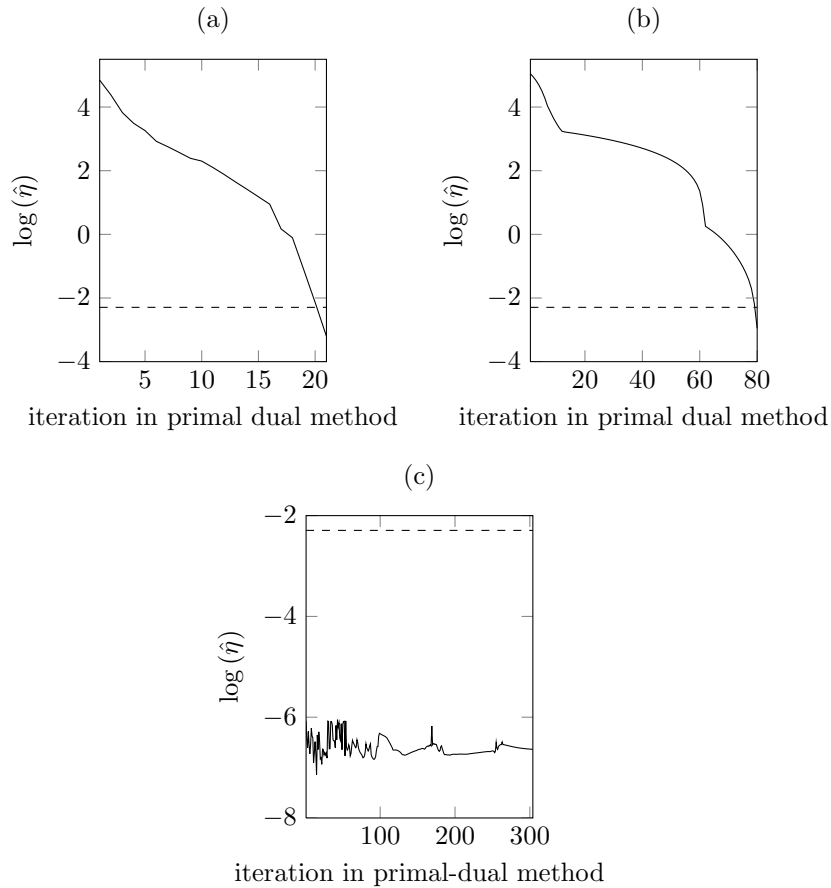 (a)
4
2
0
−2
−4
log (η̂)
5
10
15
20
iteration in primal dual method
(b)
4
2
0
−2
−4
log (η̂)
20
40
60
80
iteration in primal dual method
(c)
−2
−4
−6
−8
log (η̂)
100
200
300
iteration in primal-dual method